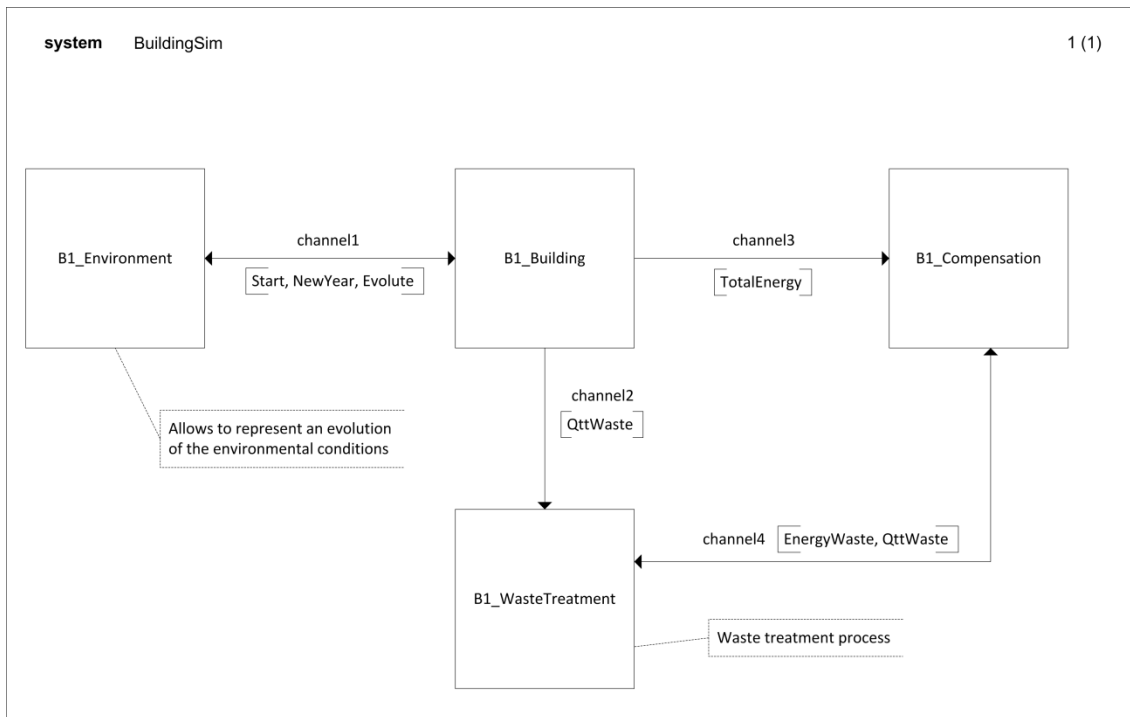 system BuildingSim 1 (1)
B1_Environment
channel1
Start, NewYear, Evolute
B1_Building
channel3
TotalEnergy
B1_Compensation
Allows to represent an evolution
of the environmental conditions
channel2
QttWaste
channel4 EnergyWaste, QttWaste
B1_WasteTreatment
Waste treatment process